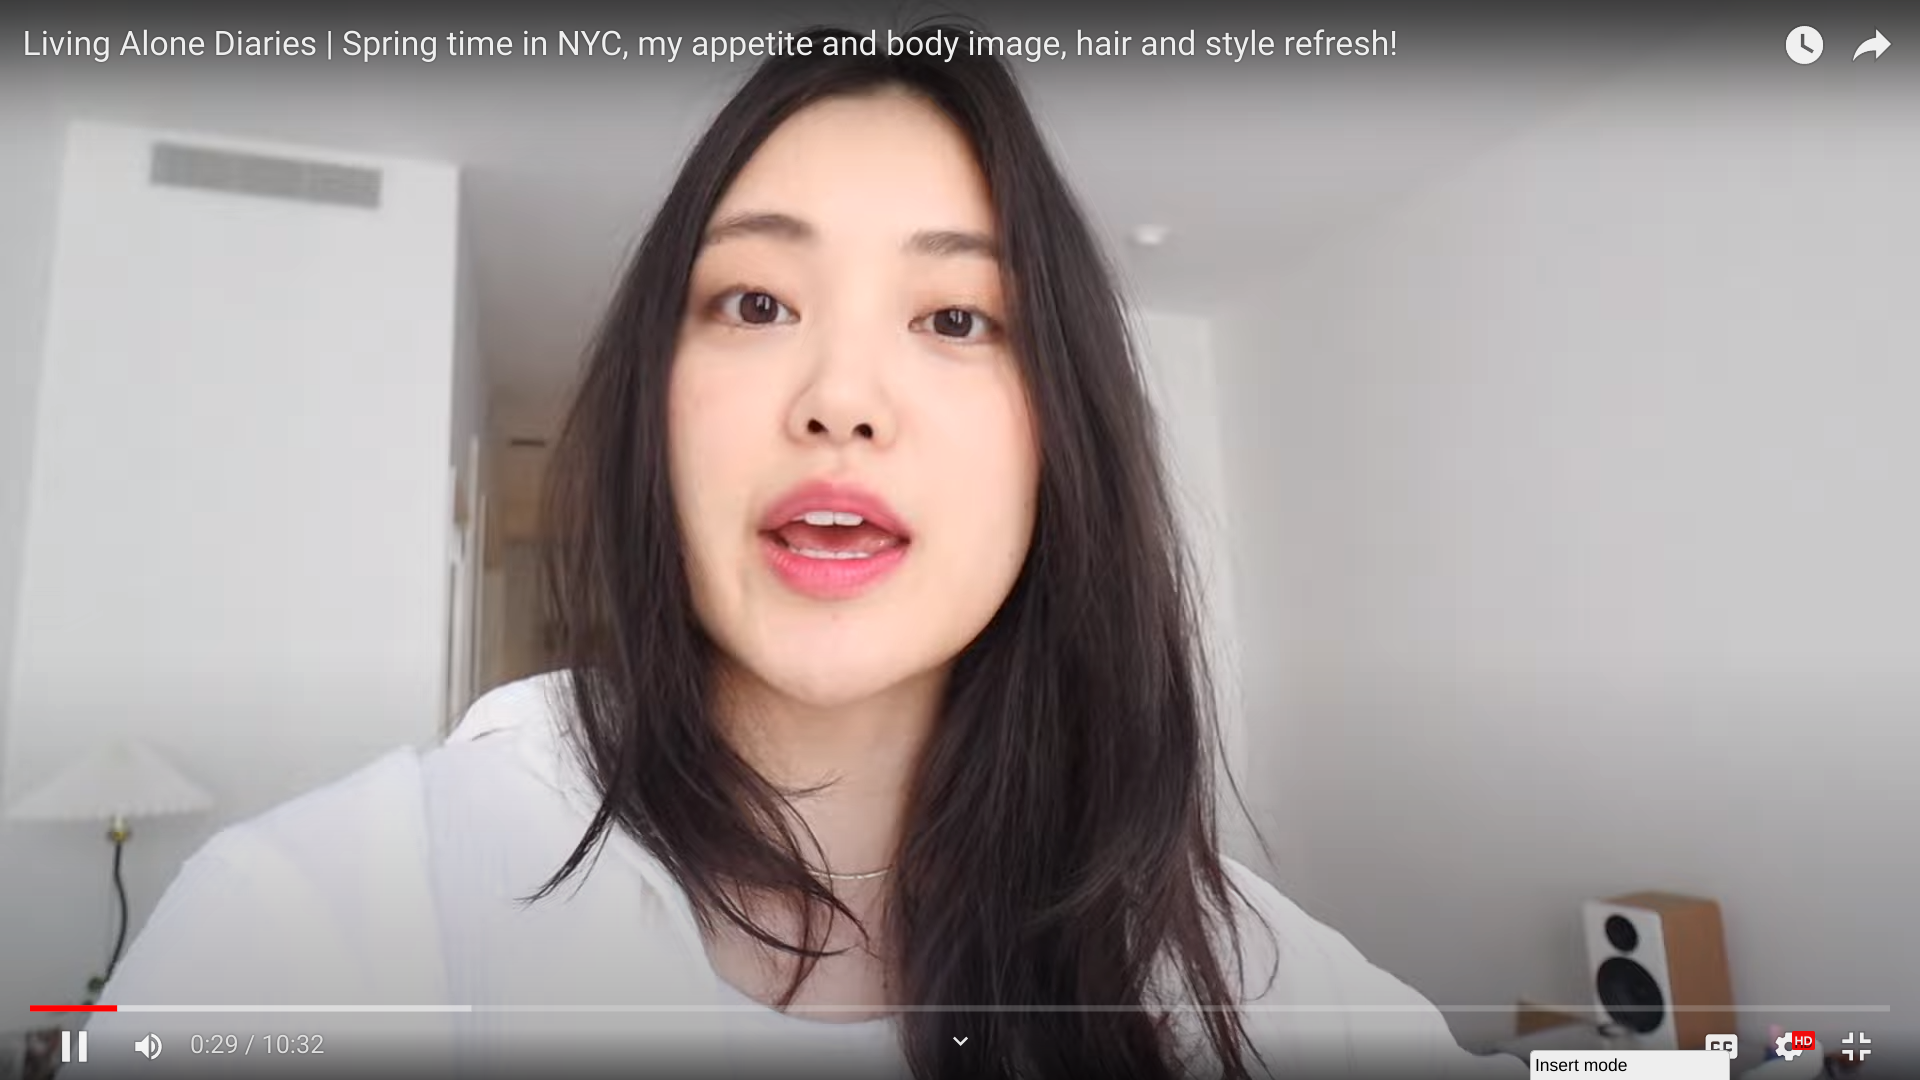 Living Alone Diaries | Spring time in NYC, my appetite and body image, hair and style refresh!
0:29 / 10:32
HD
Insert mode